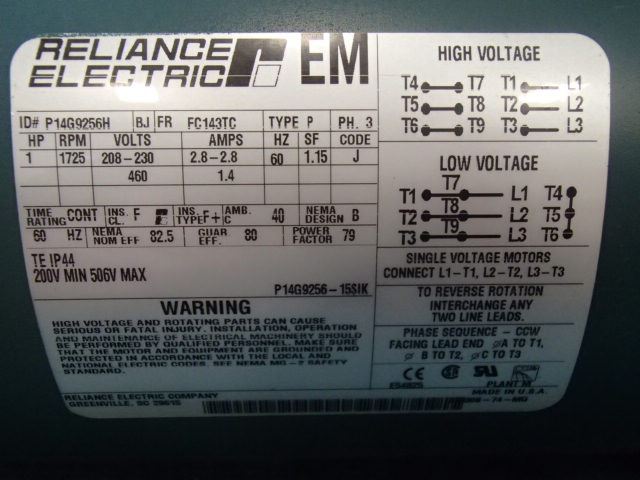 RELIANCE
ELECTRIC
EM
ID# P14G9256H BJ FR FC143TC TYPE P PH. 3
HP RPM VOLTS AMPS HZ SF CODE
1 1725 208-230 2.8-2.8 60 1.15 J
460 1.4
TIME RATING CONT INS. CL F INS. TYPE F+ AMB. C 40 NEMA DESIGN B
60 HZ NEMA NOM EFF 82.5 GUAR EFF 80 POWER FACTOR 79
TE IP44
200V MIN 506V MAX
P14G9256-15SIK
WARNING
HIGH VOLTAGE AND ROTATING PARTS CAN CAUSE
SERIOUS OR FATAL INJURY. INSTALLATION, OPERATION
AND MAINTENANCE OF ELECTRICAL MACHINERY SHOULD
BE PERFORMED BY QUALIFIED PERSONNEL. MAKE SURE
THAT THE MOTOR AND EQUIPMENT ARE GROUNDED
IN ACCORDANCE WITH THE LOCAL AND
NATIONAL ELECTRIC CODES. SEE NEMA MG-2 SAFETY
STANDARD.
RELIANCE ELECTRIC COMPANY
GREENVILLE, SC 29615
HIGH VOLTAGE
T4 T7 T1 L1
T5 T8 T2 L2
T6 T9 T3 L3
LOW VOLTAGE
T7
T1 L1 T4
T8
T2 L2 T5
T9
T3 L3 T6
SINGLE VOLTAGE MOTORS
CONNECT L1-T1, L2-T2, L3-T3
TO REVERSE ROTATION
INTERCHANGE ANY
TWO LINE LEADS.
PHASE SEQUENCE - CCW
FACING LEAD END ø A TO T1,
ø B TO T2, ø C TO T3
CE
E54825
PLANT M
MADE IN U.S.A.